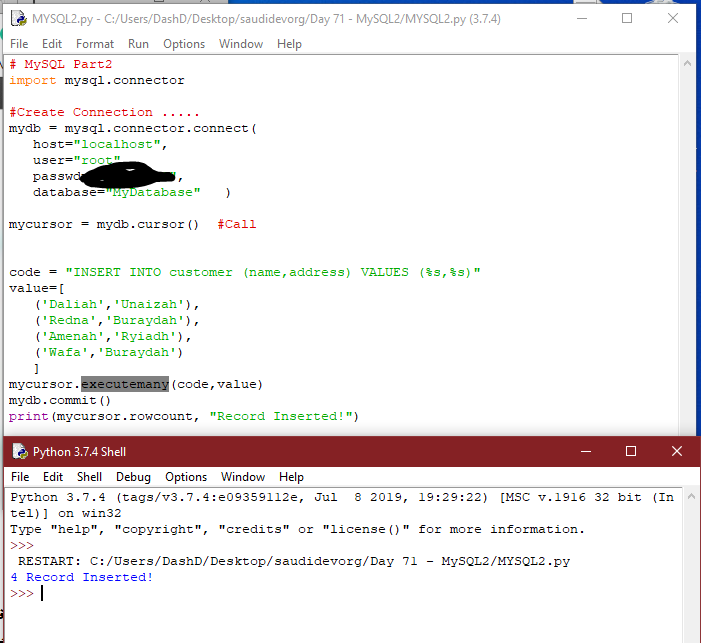 MYSQL2.py - C:/Users/DashD/Desktop/saudidevorg/Day 71 - MySQL2/MYSQL2.py (3.7.4)
File Edit Format Run Options Window Help
# MySQL Part2
import mysql.connector
#Create Connection .....
mydb = mysql.connector.connect(
host="localhost",
user="root"
passwd ",
database="MyDatabase" )
mycursor = mydb.cursor() #Call
code = "INSERT INTO customer (name,address) VALUES (%s,%s)"
value=[
('Daliah','Unaizah'),
('Redna','Buraydah'),
('Amenah','Ryiadh'),
('Wafa','Buraydah')
]
mycursor.executemany(code,value)
mydb.commit()
print(mycursor.rowcount, "Record Inserted!")
Python 3.7.4 Shell
File Edit Shell Debug Options Window Help
Python 3.7.4 (tags/v3.7.4:e09359112e, Jul  8 2019, 19:29:22) [MSC v.1916 32 bit (In
tel)] on win32
Type "help", "copyright", "credits" or "license()" for more information.
>>>
RESTART: C:/Users/DashD/Desktop/saudidevorg/Day 71 - MySQL2/MYSQL2.py
4 Record Inserted!
>>>